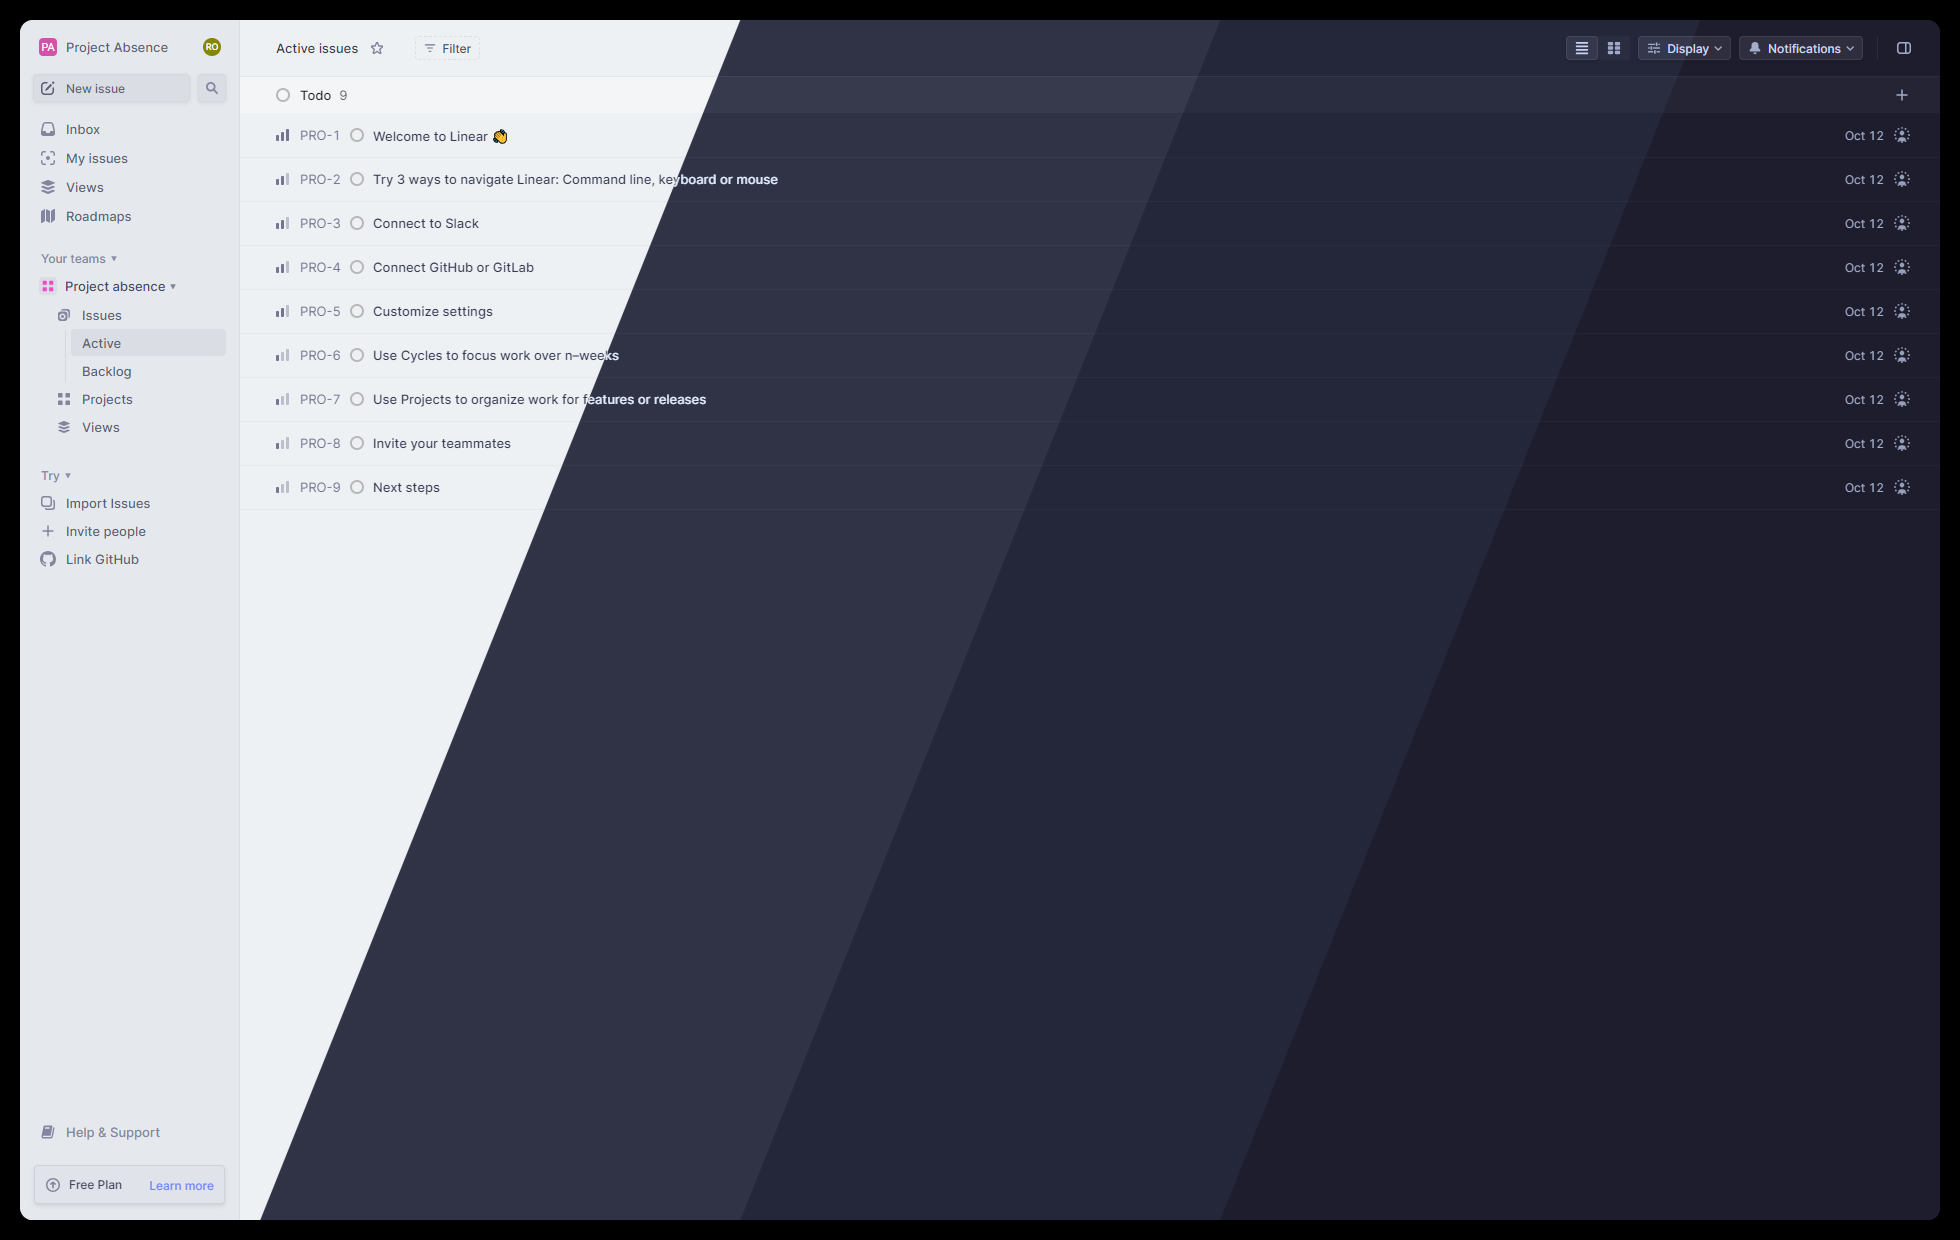 PA Project Absence RO
New issue
Inbox
My issues
Views
Roadmaps
Your teams
Project absence
Issues
Active
Backlog
Projects
Views
Try
Import Issues
Invite people
Link GitHub
Help & Support
Free Plan Learn more
Active issues Filter Display Notifications
Todo 9
PRO-1 Welcome to Linear 👏 Oct 12
PRO-2 Try 3 ways to navigate Linear: Command line, keyboard or mouse Oct 12
PRO-3 Connect to Slack Oct 12
PRO-4 Connect GitHub or GitLab Oct 12
PRO-5 Customize settings Oct 12
PRO-6 Use Cycles to focus work over n–weeks Oct 12
PRO-7 Use Projects to organize work for features or releases Oct 12
PRO-8 Invite your teammates Oct 12
PRO-9 Next steps Oct 12